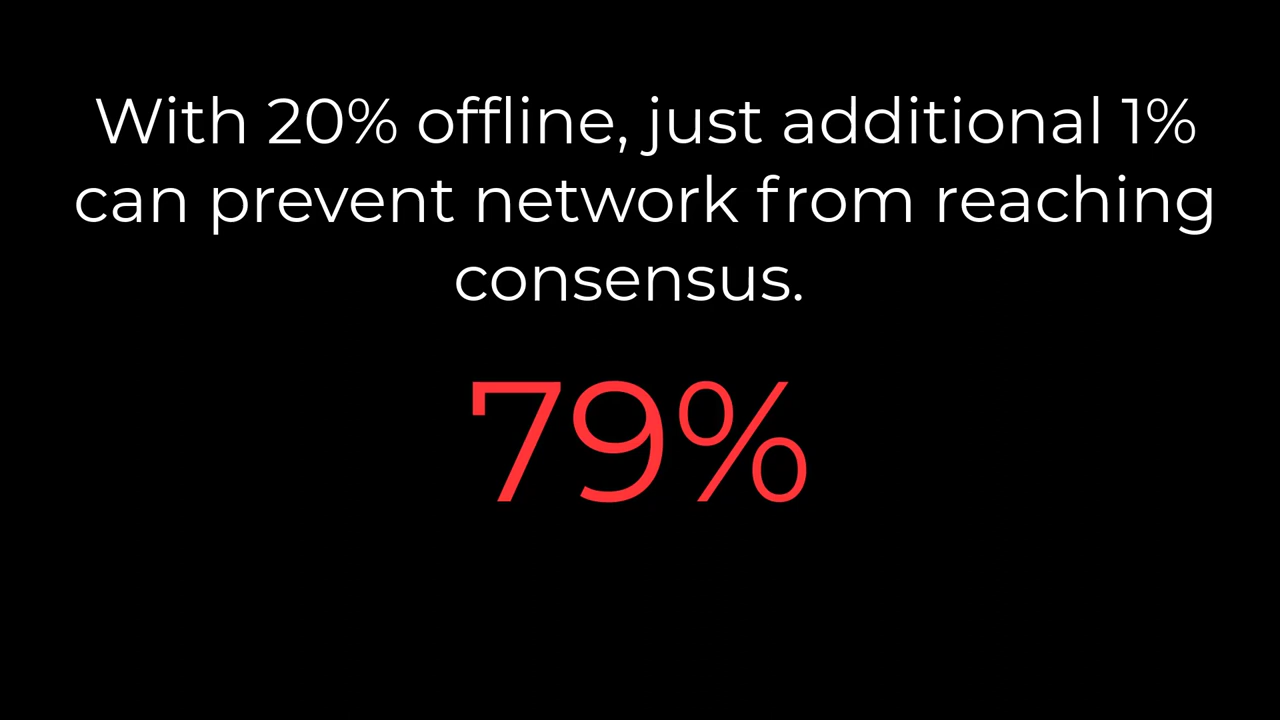 With 20% offline, just additional 1%
can prevent network from reaching
consensus.
79%